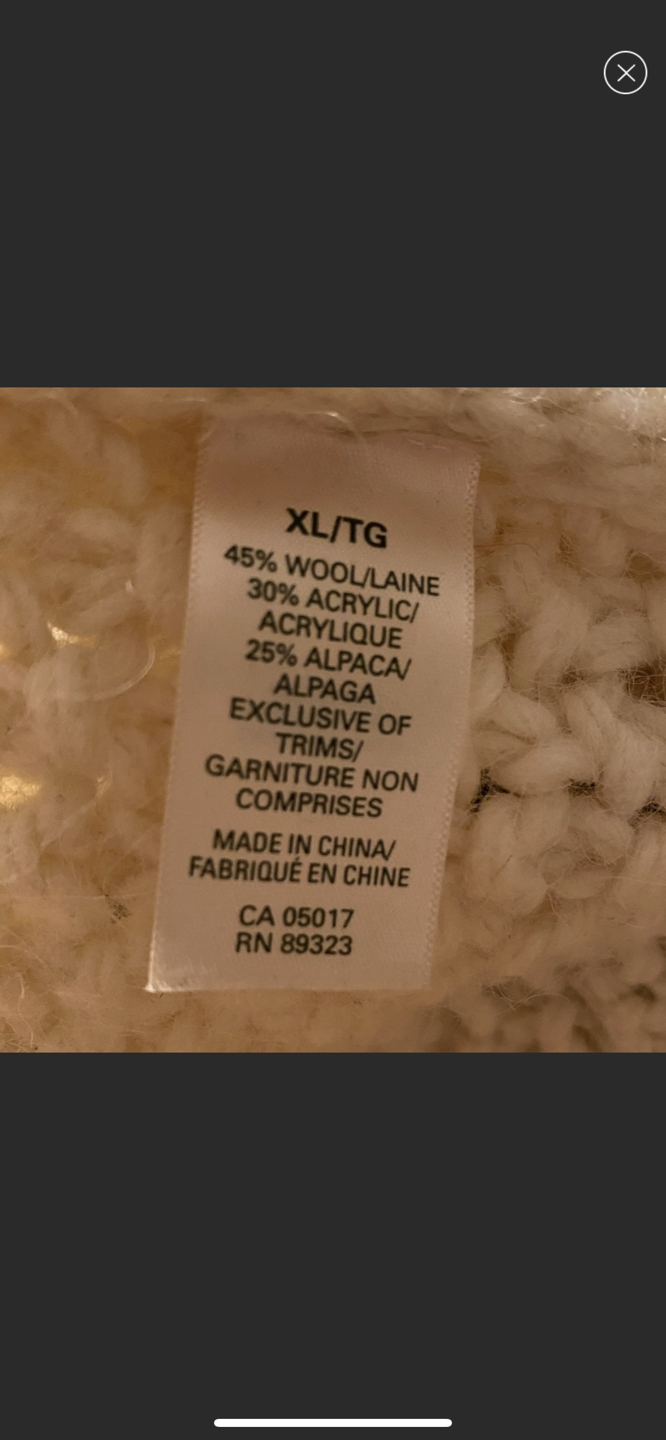 XL/TG
45% WOOL/LAINE
30% ACRYLIC/
ACRYLIQUE
25% ALPACA/
ALPAGA
EXCLUSIVE OF
TRIMS/
GARNITURE NON
COMPRISES
MADE IN CHINA/
FABRIQUÉ EN CHINE
CA 05017
RN 89323